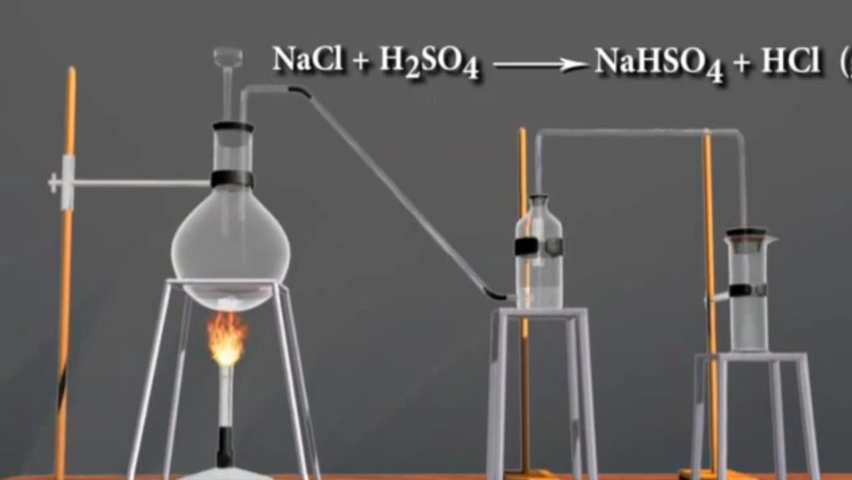 NaCl + H₂SO₄ ⟶ NaHSO₄ + HCl (